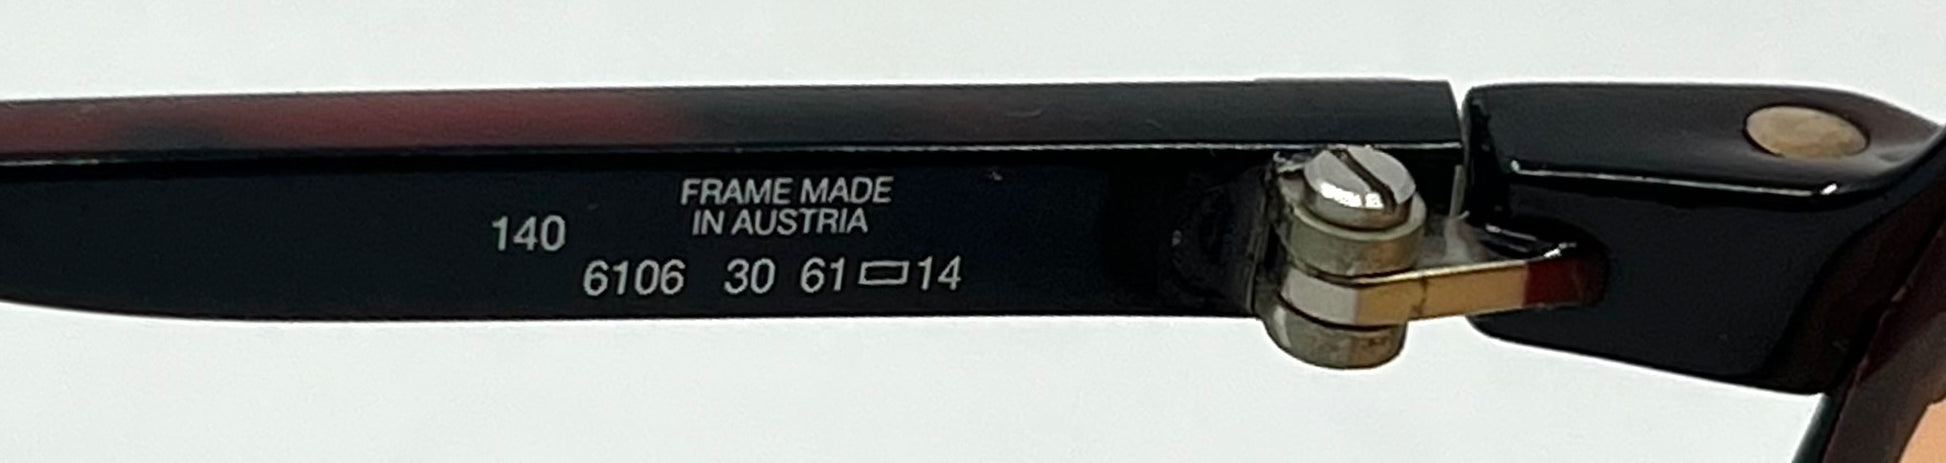 FRAME MADE
IN AUSTRIA
140
6106 30 61▭14